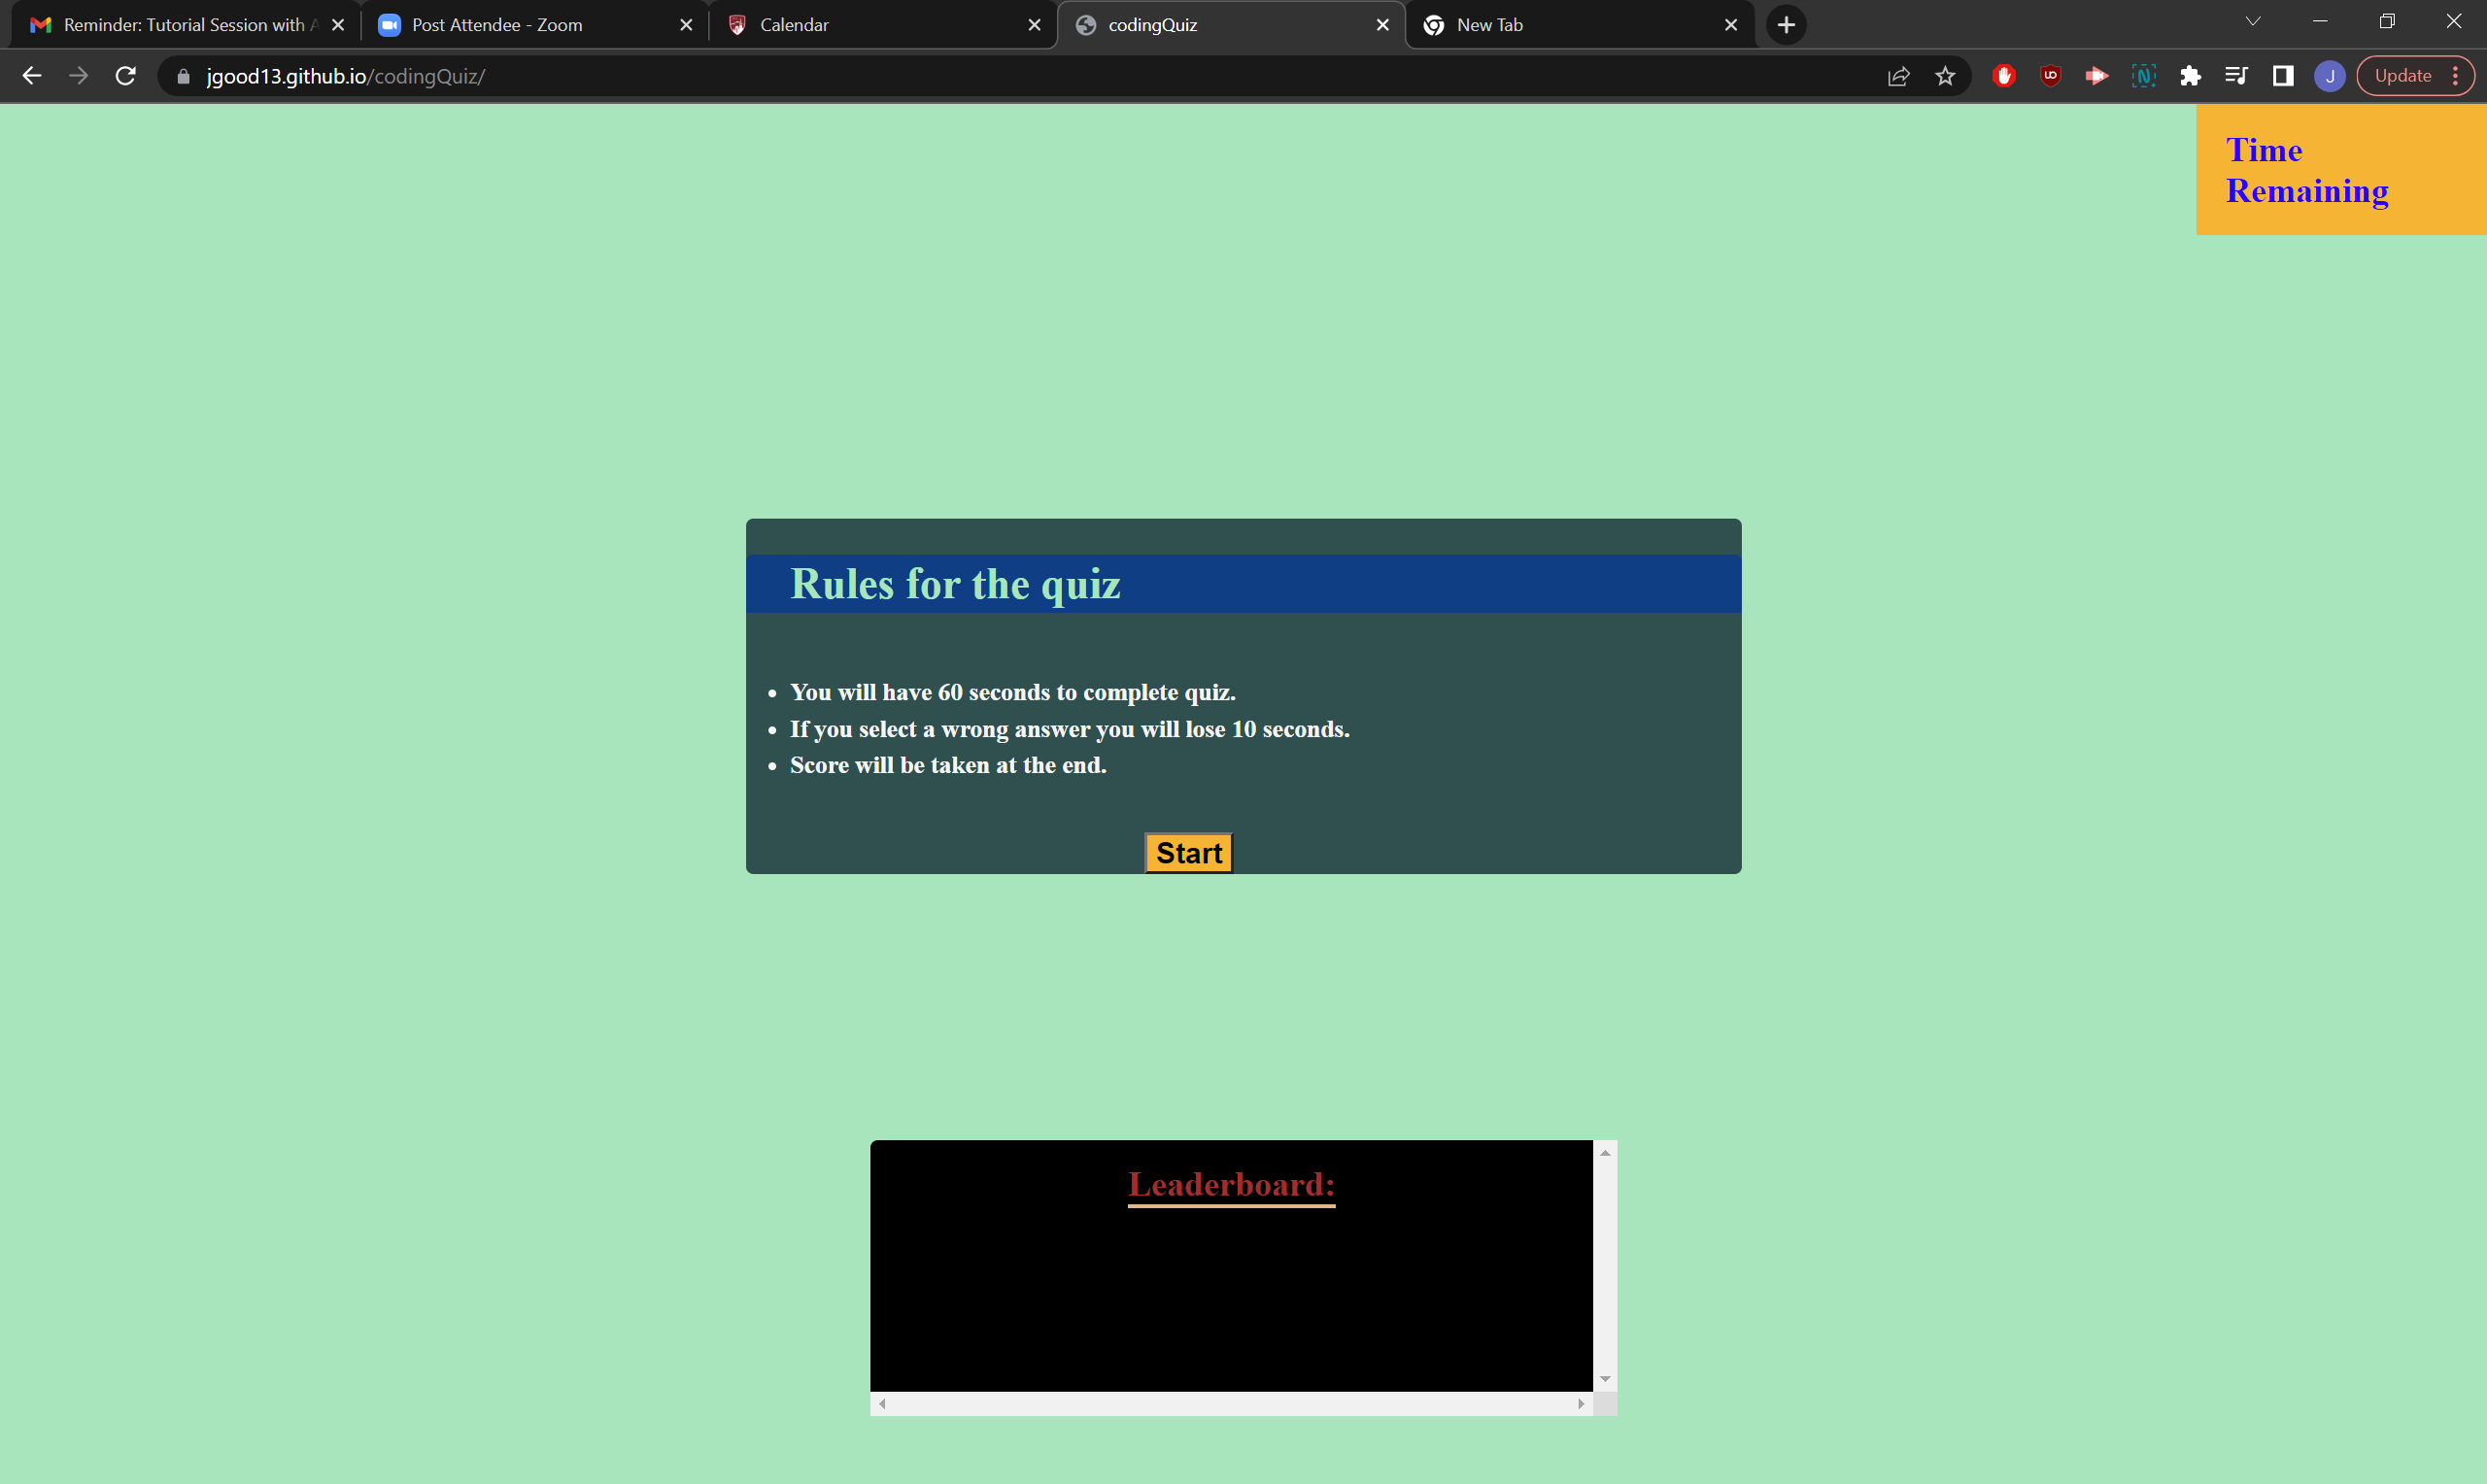 Reminder: Tutorial Session with
Post Attendee - Zoom
Calendar
codingQuiz
New Tab
jgood13.github.io/codingQuiz/
J
Update
Time
Remaining
Rules for the quiz
You will have 60 seconds to complete quiz.
If you select a wrong answer you will lose 10 seconds.
Score will be taken at the end.
Start
Leaderboard: